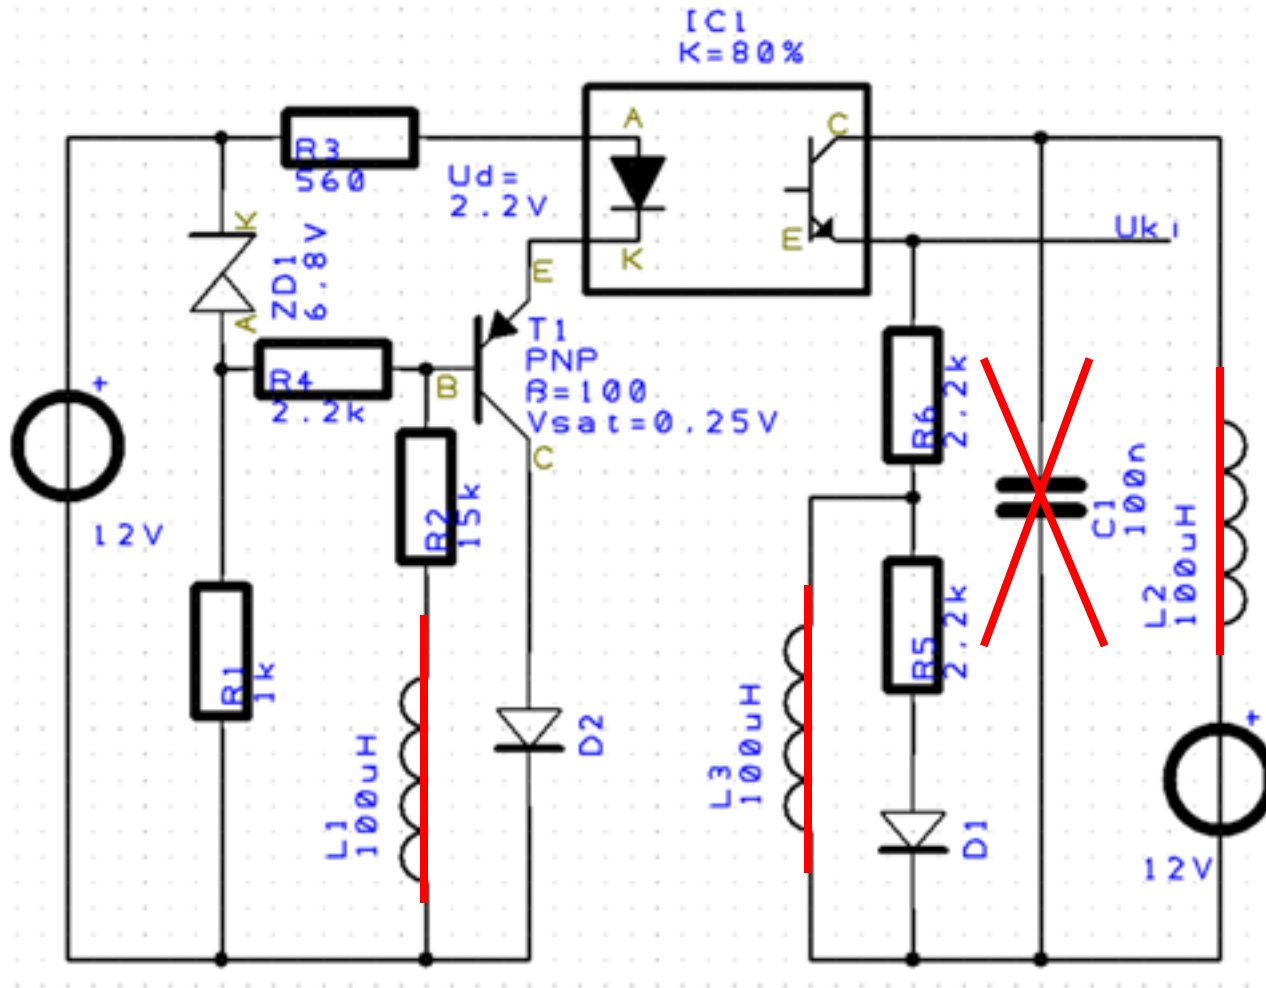 IC1
K=80%
A
C
R3
560
Ud=
2.2V
K
ZD1
6.8V
A
E
K
E
Uki
T1
PNP
B=100
Vsat=0.25V
B
C
R4
2.2k
+
12V
R2
15k
R6
2.2k
C1
100n
L2
100uH
R1
1k
R5
2.2k
L1
100uH
D2
L3
100uH
D1
+
12V